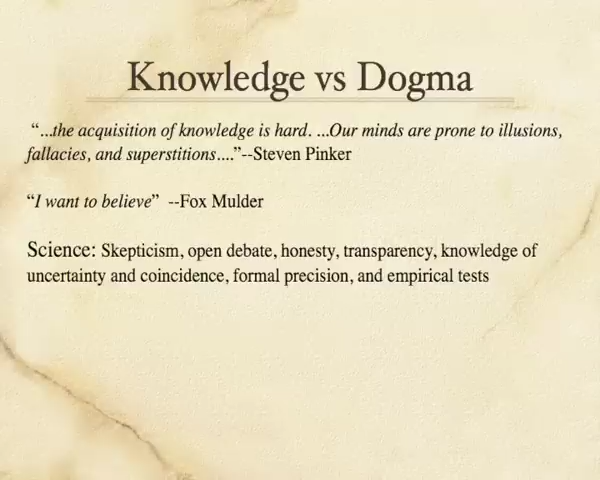 Knowledge vs Dogma
“...the acquisition of knowledge is hard. ...Our minds are prone to illusions,
fallacies, and superstitions....”--Steven Pinker
“I want to believe”  --Fox Mulder
Science: Skepticism, open debate, honesty, transparency, knowledge of
uncertainty and coincidence, formal precision, and empirical tests